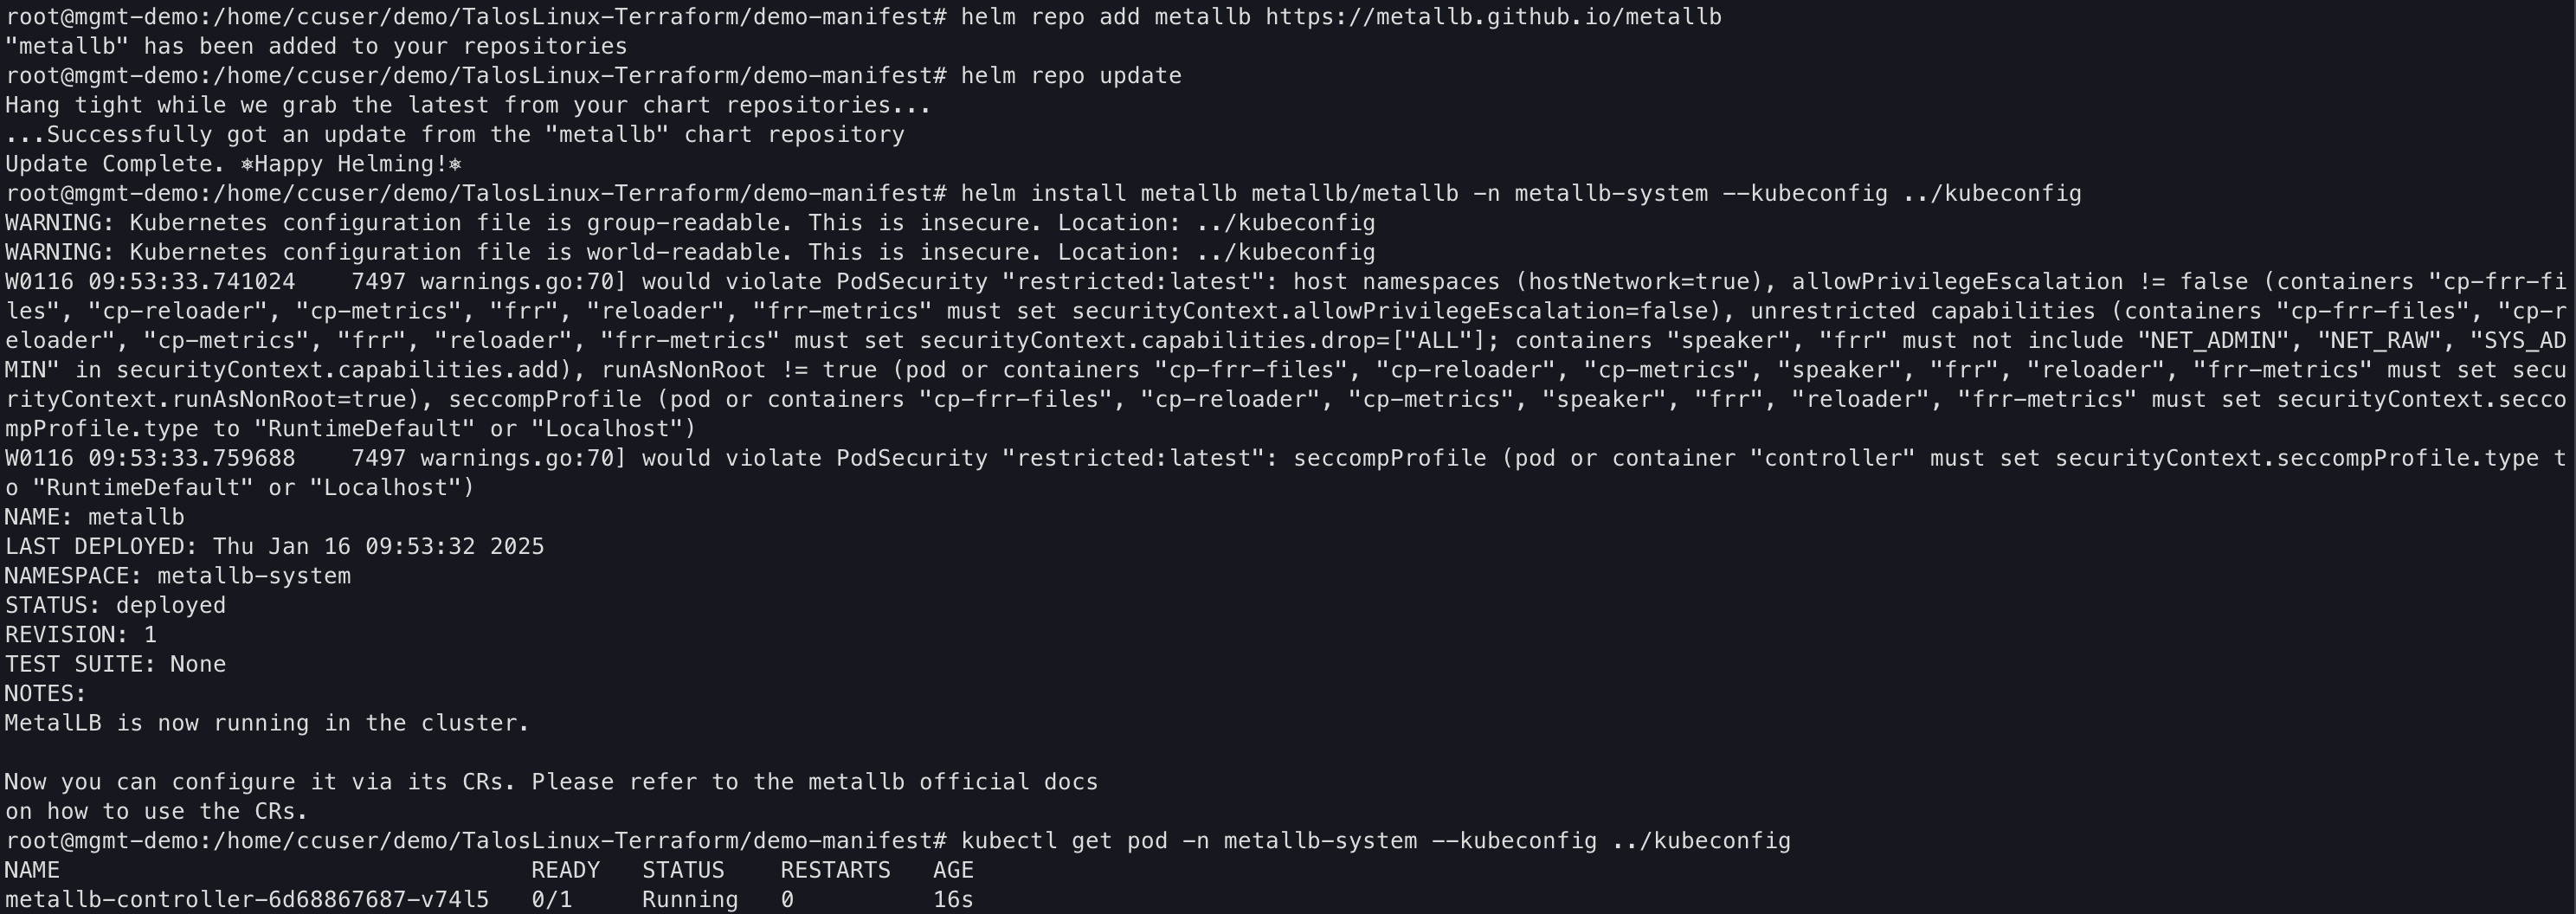 root@mgmt-demo:/home/ccuser/demo/TalosLinux-Terraform/demo-manifest# helm repo add metallb https://metallb.github.io/metallb
"metallb" has been added to your repositories
root@mgmt-demo:/home/ccuser/demo/TalosLinux-Terraform/demo-manifest# helm repo update
Hang tight while we grab the latest from your chart repositories...
...Successfully got an update from the "metallb" chart repository
Update Complete. ⎈Happy Helming!⎈
root@mgmt-demo:/home/ccuser/demo/TalosLinux-Terraform/demo-manifest# helm install metallb metallb/metallb -n metallb-system --kubeconfig ../kubeconfig
WARNING: Kubernetes configuration file is group-readable. This is insecure. Location: ../kubeconfig
WARNING: Kubernetes configuration file is world-readable. This is insecure. Location: ../kubeconfig
W0116 09:53:33.741024    7497 warnings.go:70] would violate PodSecurity "restricted:latest": host namespaces (hostNetwork=true), allowPrivilegeEscalation != false (containers "cp-frr-fi
les", "cp-reloader", "cp-metrics", "frr", "reloader", "frr-metrics" must set securityContext.allowPrivilegeEscalation=false), unrestricted capabilities (containers "cp-frr-files", "cp-r
eloader", "cp-metrics", "frr", "reloader", "frr-metrics" must set securityContext.capabilities.drop=["ALL"]; containers "speaker", "frr" must not include "NET_ADMIN", "NET_RAW", "SYS_AD
MIN" in securityContext.capabilities.add), runAsNonRoot != true (pod or containers "cp-frr-files", "cp-reloader", "cp-metrics", "speaker", "frr", "reloader", "frr-metrics" must set secu
rityContext.runAsNonRoot=true), seccompProfile (pod or containers "cp-frr-files", "cp-reloader", "cp-metrics", "speaker", "frr", "reloader", "frr-metrics" must set securityContext.secco
mpProfile.type to "RuntimeDefault" or "Localhost")
W0116 09:53:33.759688    7497 warnings.go:70] would violate PodSecurity "restricted:latest": seccompProfile (pod or container "controller" must set securityContext.seccompProfile.type t
o "RuntimeDefault" or "Localhost")
NAME: metallb
LAST DEPLOYED: Thu Jan 16 09:53:32 2025
NAMESPACE: metallb-system
STATUS: deployed
REVISION: 1
TEST SUITE: None
NOTES:
MetalLB is now running in the cluster.

Now you can configure it via its CRs. Please refer to the metallb official docs
on how to use the CRs.
root@mgmt-demo:/home/ccuser/demo/TalosLinux-Terraform/demo-manifest# kubectl get pod -n metallb-system --kubeconfig ../kubeconfig
NAME                                  READY   STATUS    RESTARTS   AGE
metallb-controller-6d68867687-v74l5   0/1     Running   0          16s